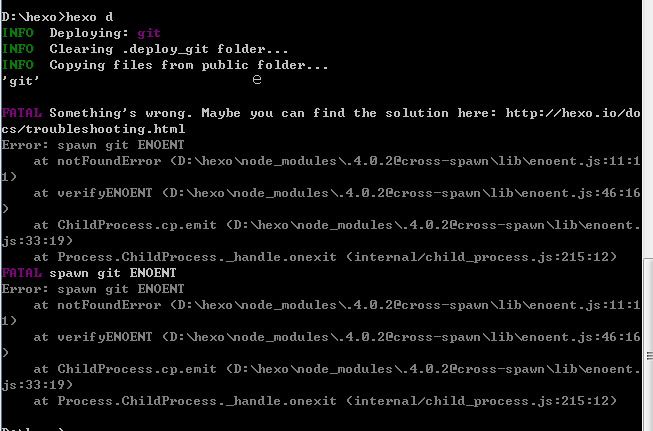 D:\hexo>hexo d
INFO  Deploying: git
INFO  Clearing .deploy_git folder...
INFO  Copying files from public folder...
'git'
FATAL Something's wrong. Maybe you can find the solution here: http://hexo.io/do
cs/troubleshooting.html
Error: spawn git ENOENT
    at notFoundError (D:\hexo\node_modules\.4.0.2@cross-spawn\lib\enoent.js:11:1
1)
    at verifyENOENT (D:\hexo\node_modules\.4.0.2@cross-spawn\lib\enoent.js:46:16
)
    at ChildProcess.cp.emit (D:\hexo\node_modules\.4.0.2@cross-spawn\lib\enoent.
js:33:19)
    at Process.ChildProcess._handle.onexit (internal/child_process.js:215:12)
FATAL spawn git ENOENT
Error: spawn git ENOENT
    at notFoundError (D:\hexo\node_modules\.4.0.2@cross-spawn\lib\enoent.js:11:1
1)
    at verifyENOENT (D:\hexo\node_modules\.4.0.2@cross-spawn\lib\enoent.js:46:16
)
    at ChildProcess.cp.emit (D:\hexo\node_modules\.4.0.2@cross-spawn\lib\enoent.
js:33:19)
    at Process.ChildProcess._handle.onexit (internal/child_process.js:215:12)